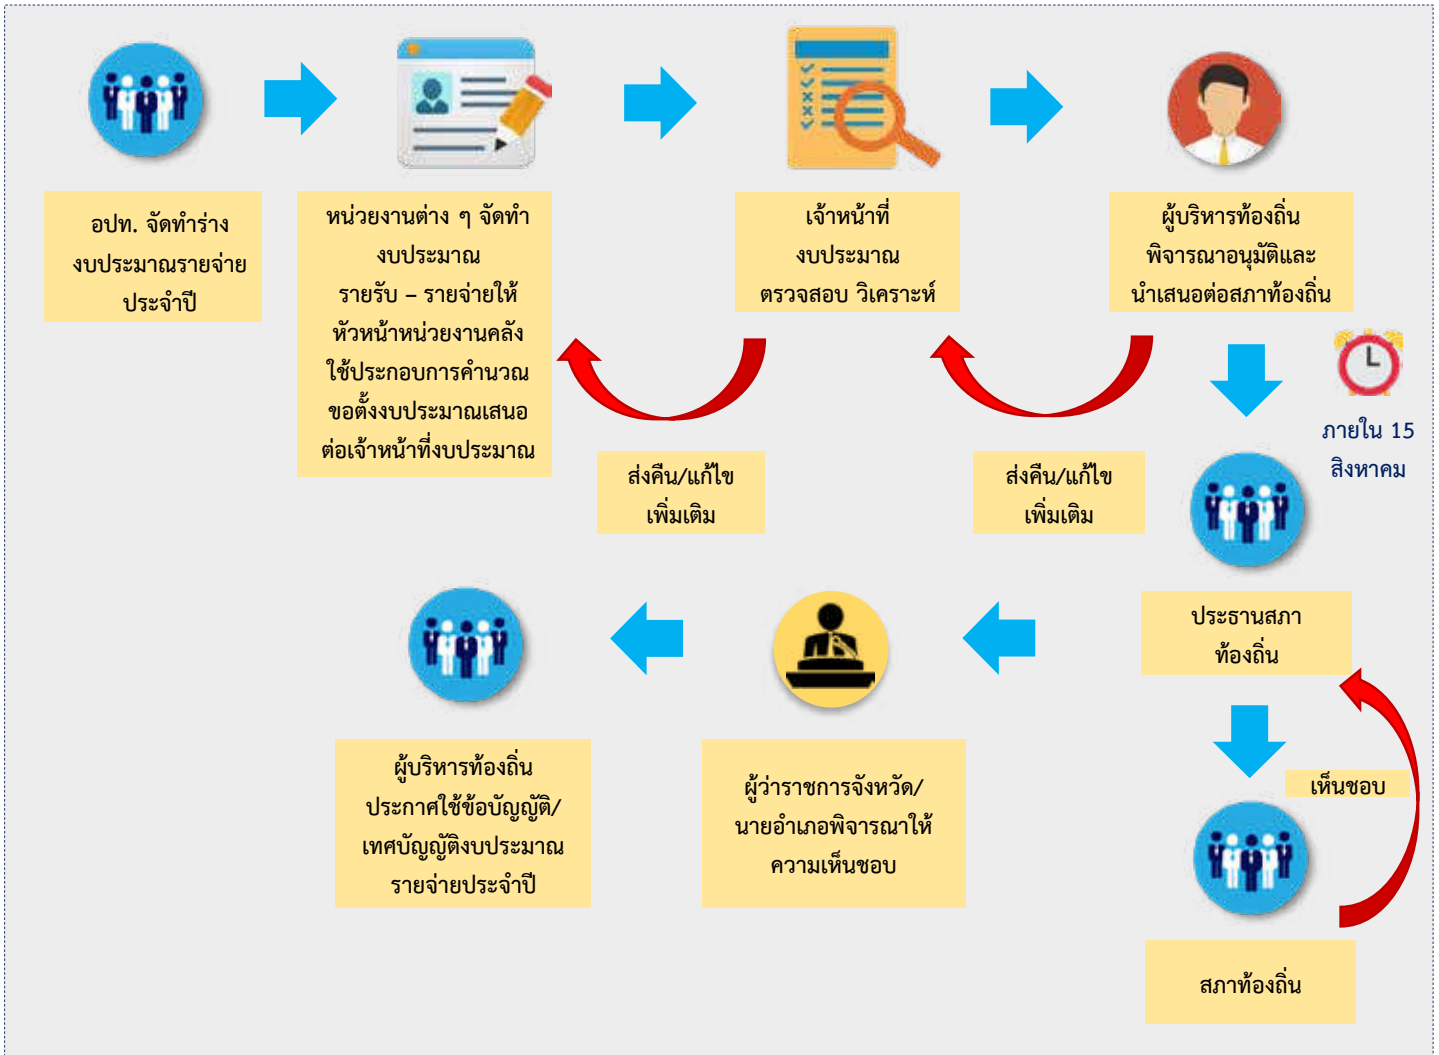 อปท. จัดทำร่าง
งบประมาณรายจ่าย
ประจำปี
หน่วยงานต่าง ๆ จัดทำ
งบประมาณ
รายรับ – รายจ่ายให้
หัวหน้าหน่วยงานคลัง
ใช้ประกอบการคำนวณ
ขอตั้งงบประมาณเสนอ
ต่อเจ้าหน้าที่งบประมาณ
เจ้าหน้าที่
งบประมาณ
ตรวจสอบ วิเคราะห์
ผู้บริหารท้องถิ่น
พิจารณาอนุมัติและ
นำเสนอต่อสภาท้องถิ่น
ส่งคืน/แก้ไข
เพิ่มเติม
ส่งคืน/แก้ไข
เพิ่มเติม
ภายใน 15
สิงหาคม
ประธานสภา
ท้องถิ่น
เห็นชอบ
สภาท้องถิ่น
ผู้ว่าราชการจังหวัด/
นายอำเภอพิจารณาให้
ความเห็นชอบ
ผู้บริหารท้องถิ่น
ประกาศใช้ข้อบัญญัติ/
เทศบัญญัติงบประมาณ
รายจ่ายประจำปี